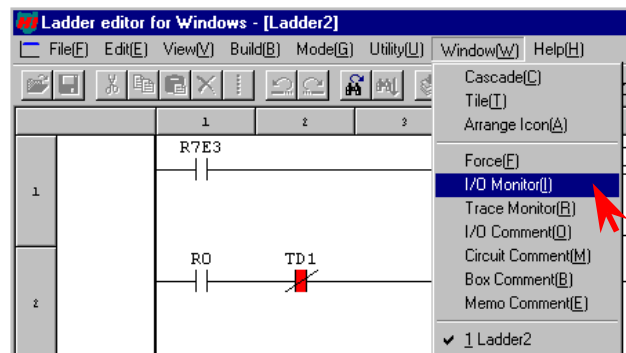 Ladder editor for Windows - [Ladder2]
File(F) Edit(E) View(V) Build(B) Mode(G) Utility(U) Window(W) Help(H)
1 2 3
Cascade(C)
Tile(T)
Arrange Icon(A)
Force(F)
I/O Monitor(I)
Trace Monitor(R)
I/O Comment(O)
Circuit Comment(M)
Box Comment(B)
Memo Comment(E)
1 Ladder2
R7E3
1
R0 TD1
2